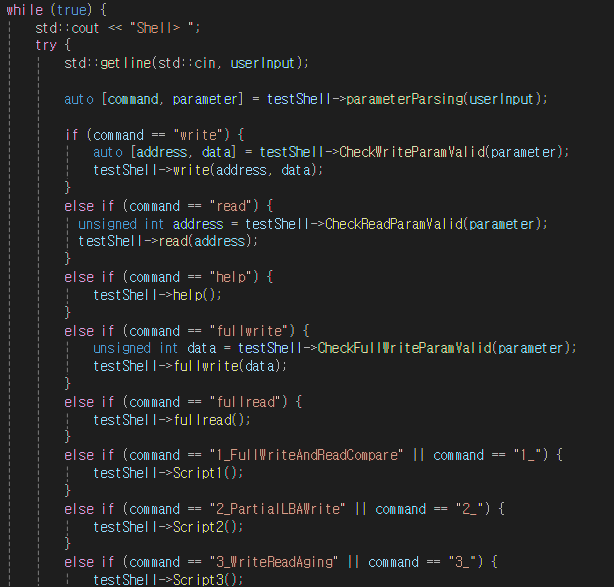 while (true) {
std::cout << "Shell> ";
try {
std::getline(std::cin, userInput);
auto [command, parameter] = testShell->parameterParsing(userInput);
if (command == "write") {
auto [address, data] = testShell->CheckWriteParamValid(parameter);
testShell->write(address, data);
}
else if (command == "read") {
unsigned int address = testShell->CheckReadParamValid(parameter);
testShell->read(address);
}
else if (command == "help") {
testShell->help();
}
else if (command == "fullwrite") {
unsigned int data = testShell->CheckFullWriteParamValid(parameter);
testShell->fullwrite(data);
}
else if (command == "fullread") {
testShell->fullread();
}
else if (command == "1_FullWriteAndReadCompare" || command == "1_") {
testShell->Script1();
}
else if (command == "2_PartialLBAWrite" || command == "2_") {
testShell->Script2();
}
else if (command == "3_WriteReadAging" || command == "3_") {
testShell->Script3();